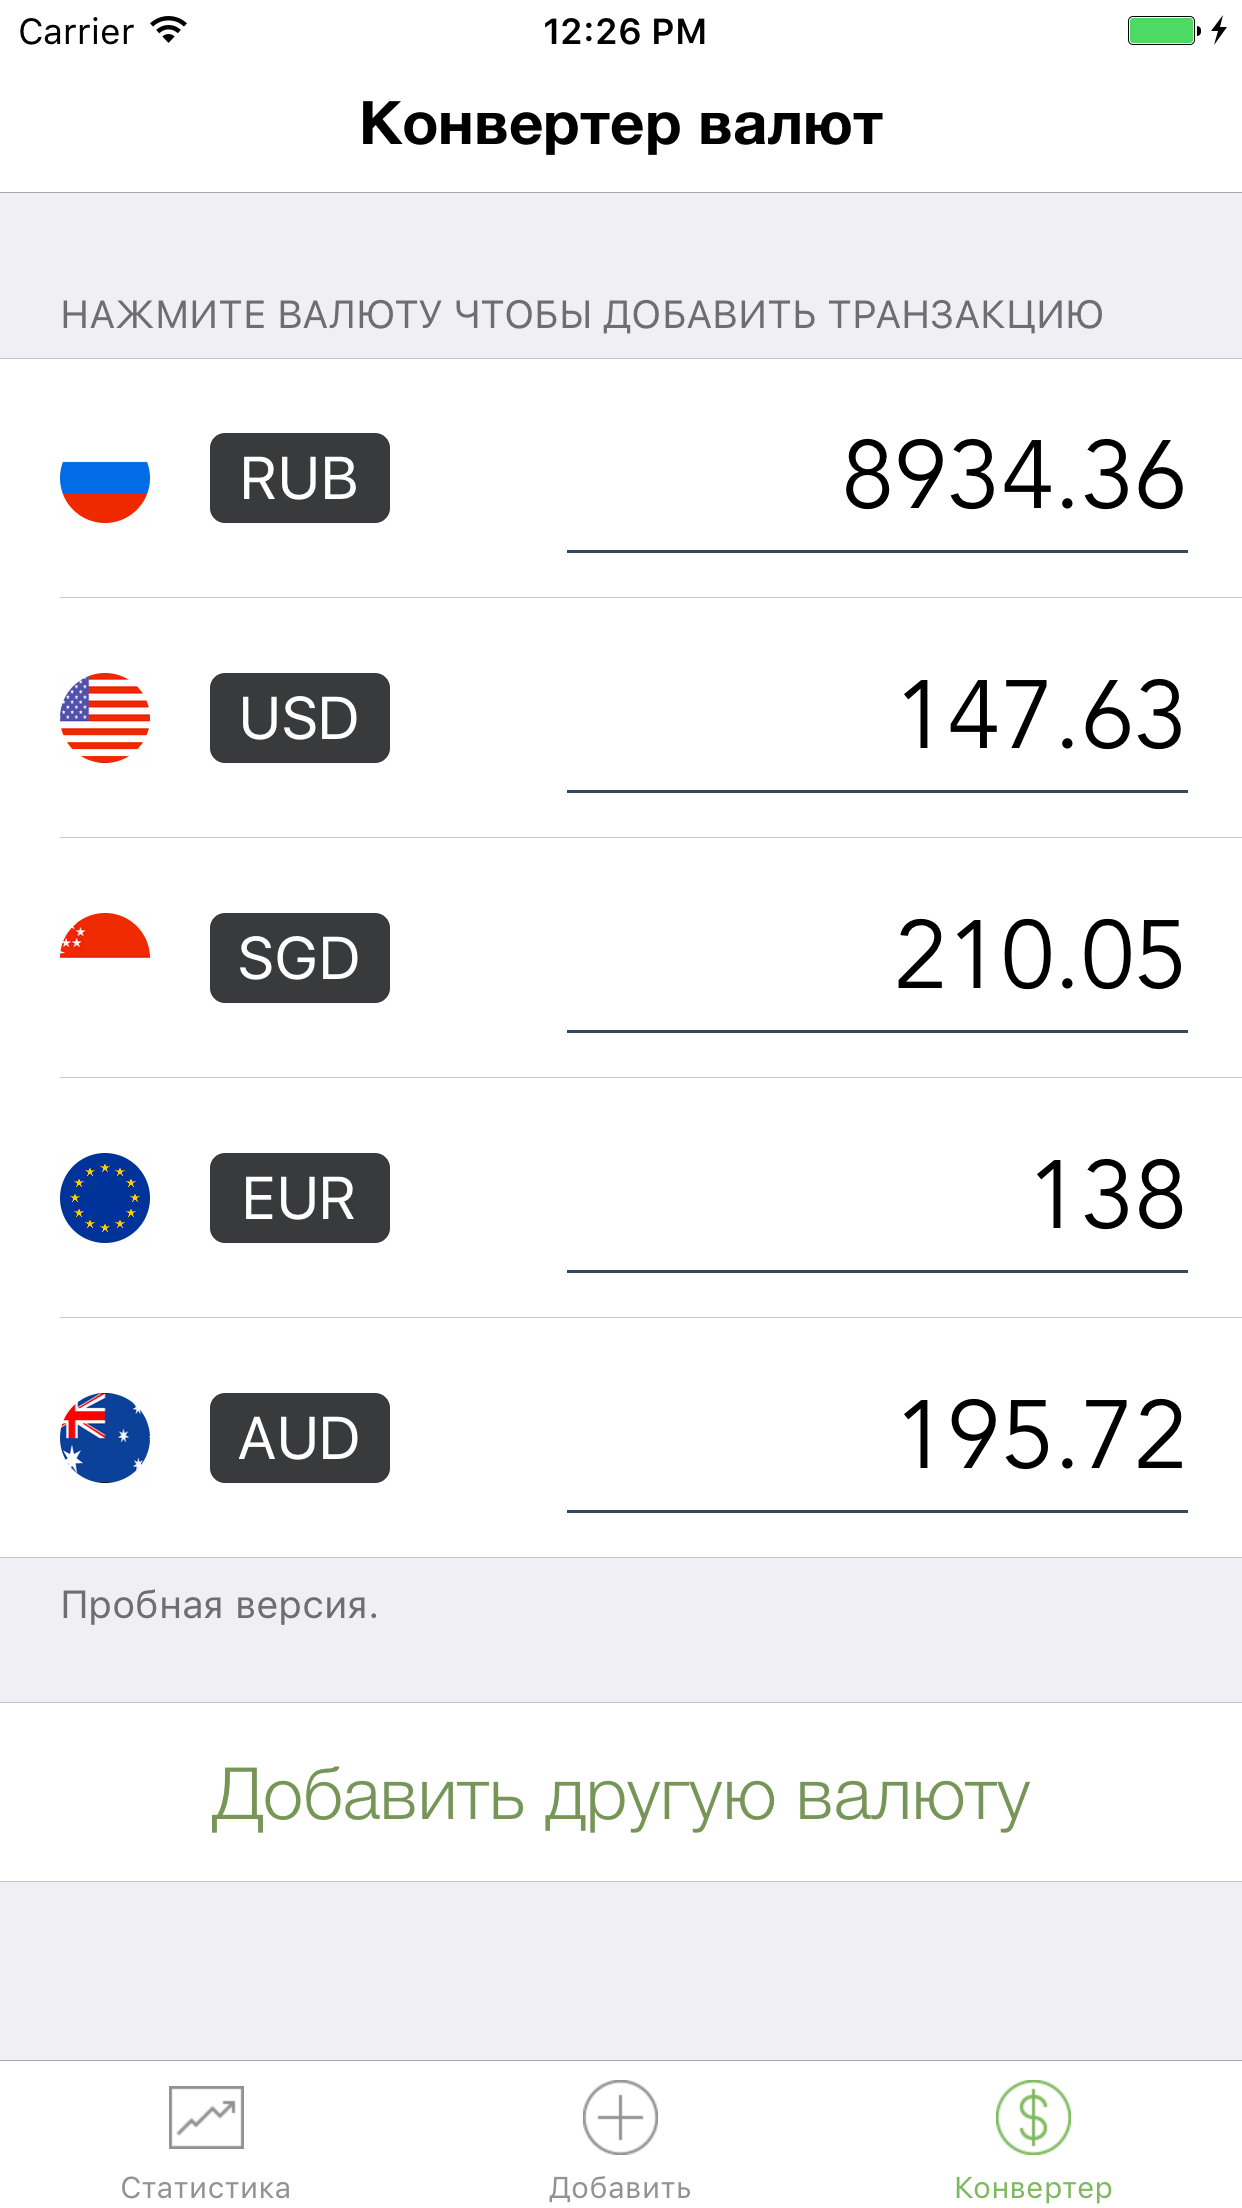 Carrier 12:26 PM
Конвертер валют
НАЖМИТЕ ВАЛЮТУ ЧТОБЫ ДОБАВИТЬ ТРАНЗАКЦИЮ
RUB 8934.36
USD 147.63
SGD 210.05
EUR 138
AUD 195.72
Пробная версия.
Добавить другую валюту
Статистика Добавить Конвертер